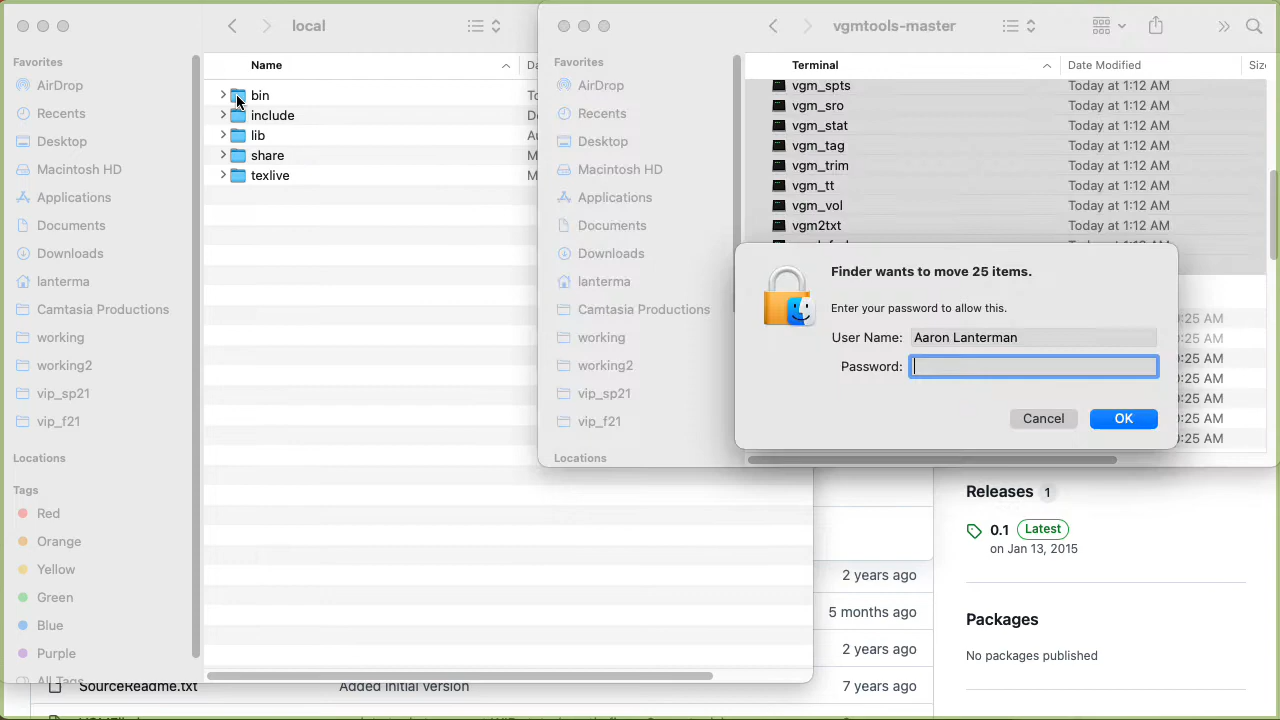 local
Favorites
AirDrop
Recents
Desktop
Macintosh HD
Applications
Documents
Downloads
lanterma
Camtasia Productions
working
working2
vip_sp21
vip_f21
Locations
Tags
Red
Orange
Yellow
Green
Blue
Purple
All Tags
Name
bin
include
lib
share
texlive
vgmtools-master
Favorites
AirDrop
Recents
Desktop
Macintosh HD
Applications
Documents
Downloads
lanterma
Camtasia Productions
working
working2
vip_sp21
vip_f21
Locations
Terminal Date Modified
vgm_spts Today at 1:12 AM
vgm_sro Today at 1:12 AM
vgm_stat Today at 1:12 AM
vgm_tag Today at 1:12 AM
vgm_trim Today at 1:12 AM
vgm_tt Today at 1:12 AM
vgm_vol Today at 1:12 AM
vgm2txt Today at 1:12 AM
Finder wants to move 25 items.
Enter your password to allow this.
User Name: Aaron Lanterman
Password:
Cancel OK
Releases 1
0.1 Latest
on Jan 13, 2015
Packages
No packages published
2 years ago
5 months ago
2 years ago
SourceReadme.txt Added initial version 7 years ago